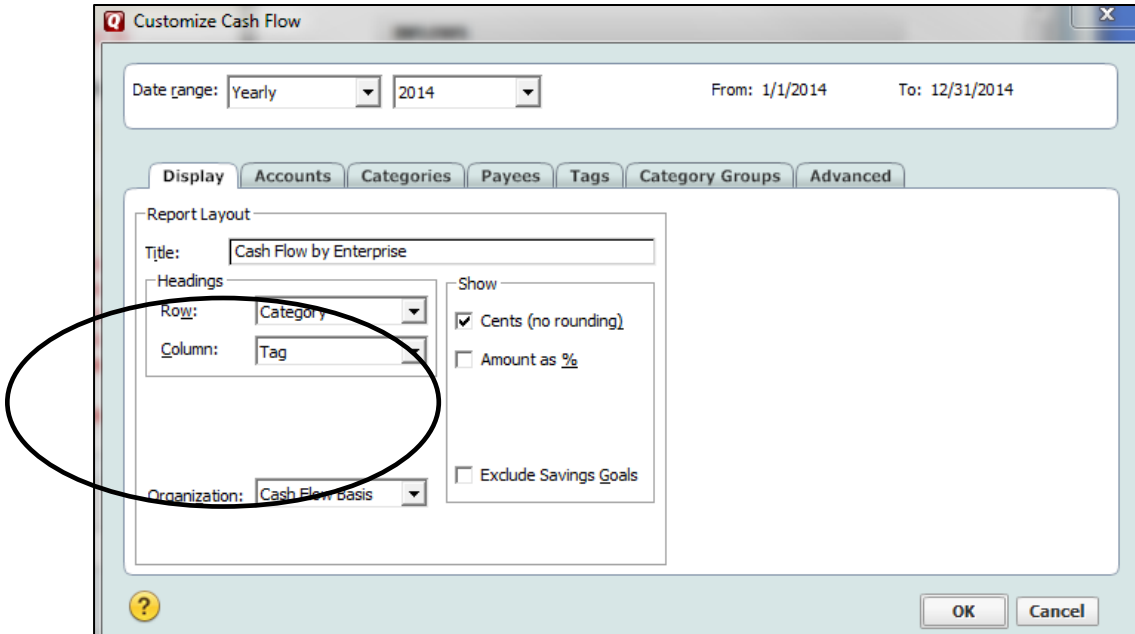 Customize Cash Flow
X
Date range: Yearly 2014 From: 1/1/2014 To: 12/31/2014
Display Accounts Categories Payees Tags Category Groups Advanced
Report Layout
Title: Cash Flow by Enterprise
Headings
Show
Row: Category
Cents (no rounding)
Column: Tag
Amount as %
Exclude Savings Goals
Organization: Cash Flow Basis
?
OK Cancel